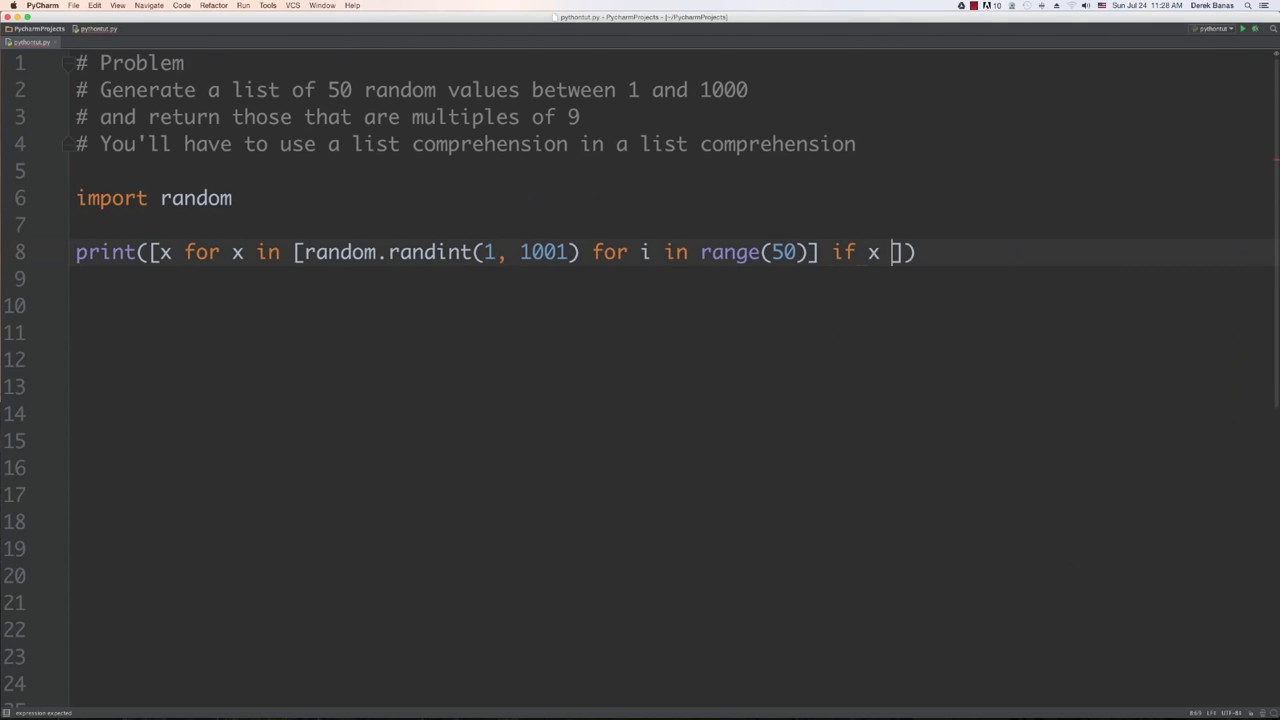 PyCharm File Edit View Navigate Code Refactor Run Tools VCS Window Help 10 Sun Jul 24 11:28 AM Derek Banas
pythontut.py - PycharmProjects - [~/PycharmProjects]
PycharmProjects pythontut.py pythontut
pythontut.py
1 # Problem
2 # Generate a list of 50 random values between 1 and 1000
3 # and return those that are multiples of 9
4 # You'll have to use a list comprehension in a list comprehension
5
6 import random
7
8 print([x for x in [random.randint(1, 1001) for i in range(50)] if x ])
9
10
11
12
13
14
15
16
17
18
19
20
21
22
23
24
expression expected 8:69 LF÷ UTF-8÷